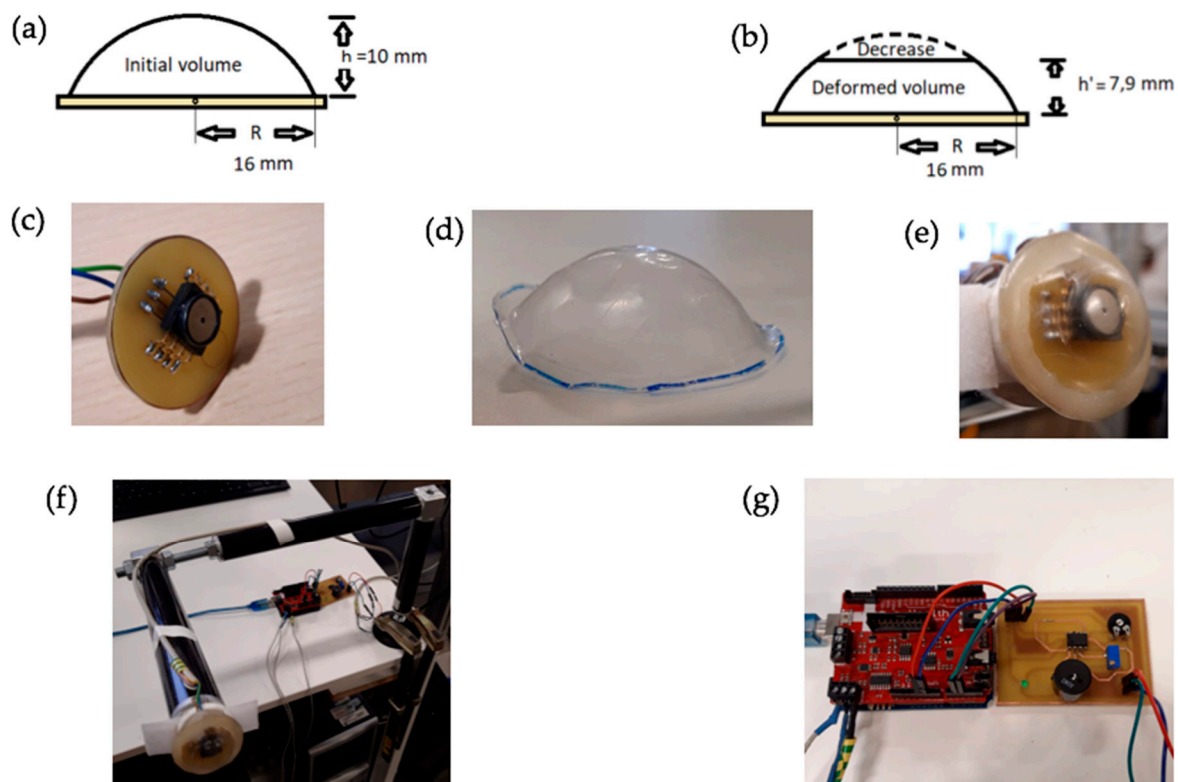 (a)
Initial volume
h =10 mm
R
16 mm
(b)
Decrease
Deformed volume
h' = 7,9 mm
R
16 mm
(c)
(d)
(e)
(f)
(g)